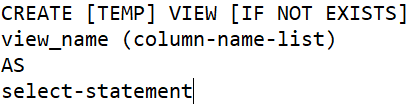 CREATE [TEMP] VIEW [IF NOT EXISTS]
view_name (column-name-list)
AS
select-statement